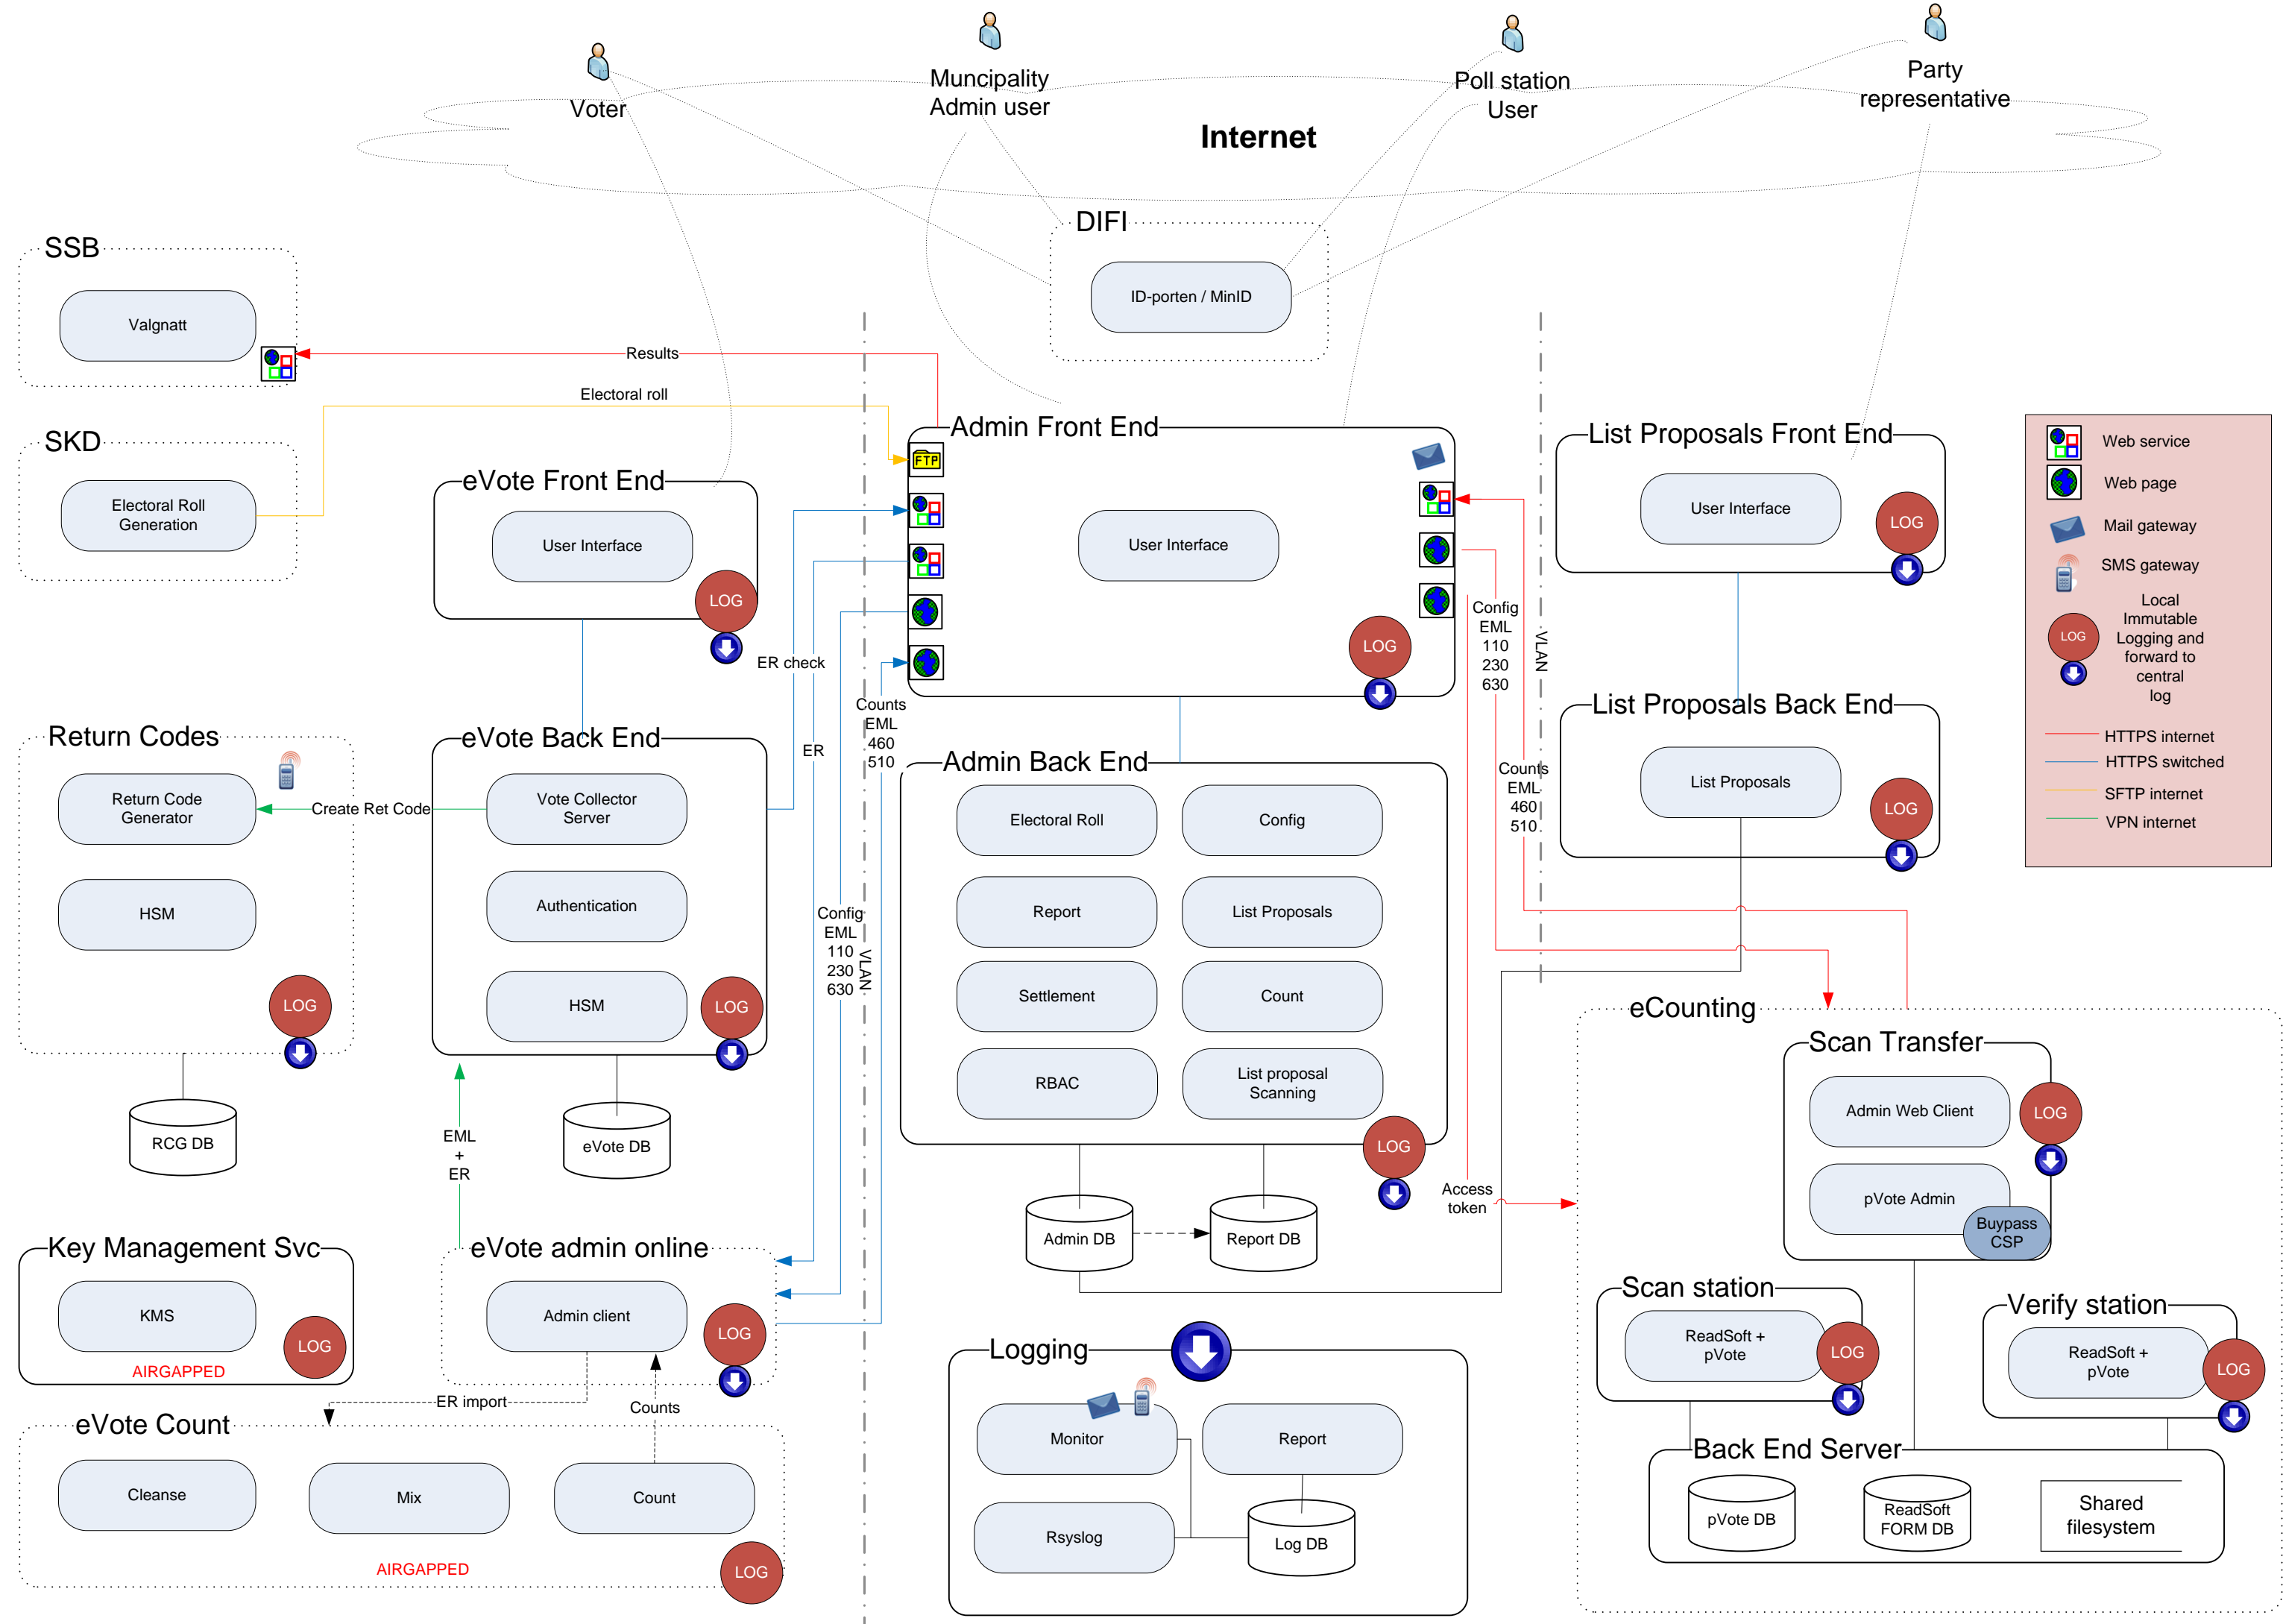 Voter
Muncipality
Admin user
Internet
Poll station
User
Party
representative
DIFI
ID-porten / MinID
SSB
Valgnatt
Results
Electoral roll
SKD
Electoral Roll
Generation
eVote Front End
User Interface
LOG
Admin Front End
FTP
User Interface
LOG
List Proposals Front End
User Interface
LOG
Web service
Web page
Mail gateway
SMS gateway
LOG
Local
Immutable
Logging and
forward to
central
log
HTTPS internet
HTTPS switched
SFTP internet
VPN internet
ER check
ER
Counts
EML
460
510
Config
EML
110
230
630
VLAN
Config
EML
110
230
630
VLAN
Counts
EML
460
510
Return Codes
Return Code
Generator
HSM
LOG
RCG DB
Create Ret Code
eVote Back End
Vote Collector
Server
Authentication
HSM
LOG
eVote DB
Admin Back End
Electoral Roll
Config
Report
List Proposals
Settlement
Count
RBAC
List proposal
Scanning
LOG
Admin DB
Report DB
List Proposals Back End
List Proposals
LOG
Access
token
EML
+
ER
Key Management Svc
KMS
LOG
AIRGAPPED
eVote admin online
Admin client
LOG
ER import
Counts
eVote Count
Cleanse
Mix
Count
AIRGAPPED
LOG
Logging
Monitor
Report
Rsyslog
Log DB
eCounting
Scan Transfer
Admin Web Client
LOG
pVote Admin
Buypass
CSP
Scan station
ReadSoft +
pVote
LOG
Verify station
ReadSoft +
pVote
LOG
Back End Server
pVote DB
ReadSoft
FORM DB
Shared
filesystem